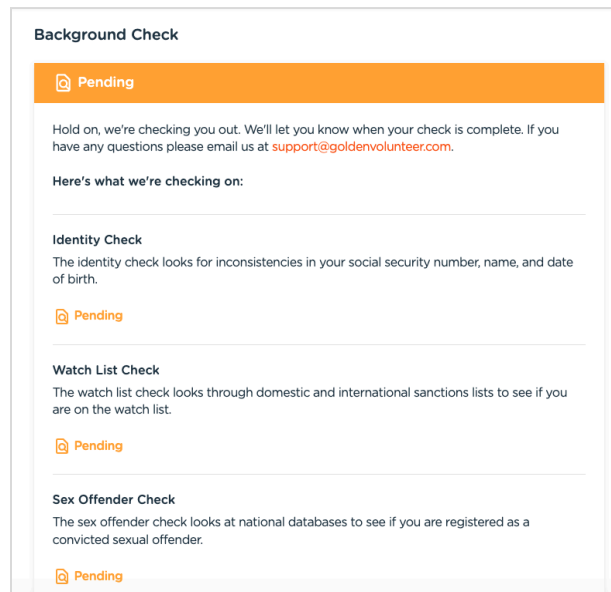 Background Check
Pending
Hold on, we're checking you out. We'll let you know when your check is complete. If you
have any questions please email us at support@goldenvolunteer.com.
Here's what we're checking on:
Identity Check
The identity check looks for inconsistencies in your social security number, name, and date
of birth.
Pending
Watch List Check
The watch list check looks through domestic and international sanctions lists to see if you
are on the watch list.
Pending
Sex Offender Check
The sex offender check looks at national databases to see if you are registered as a
convicted sexual offender.
Pending